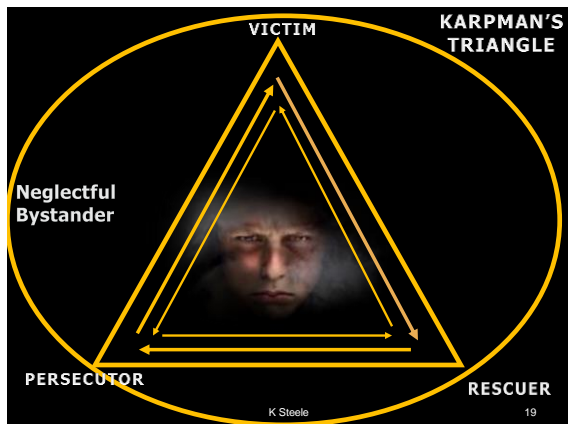 VICTIM
KARPMAN'S
TRIANGLE
Neglectful
Bystander
PERSECUTOR
RESCUER
K Steele
19